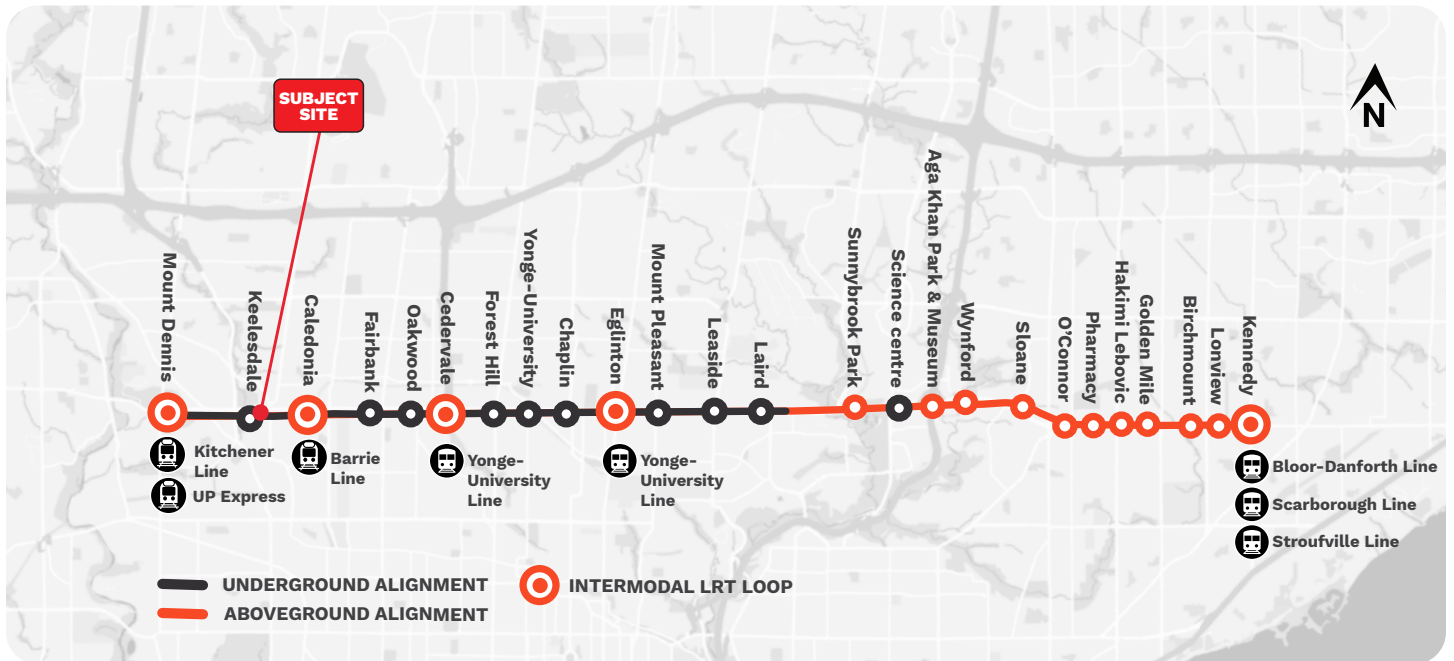 SUBJECT
SITE
N
Mount Dennis
Keelesdale
Caledonia
Fairbank
Oakwood
Cedervale
Forest Hill
Yonge-University
Chaplin
Eglinton
Mount Pleasant
Leaside
Laird
Sunnybrook Park
Science centre
Aga Khan Park & Museum
Wynford
Sloane
O'Connor
Pharmacy
Hakimi Lebovic
Golden Mile
Birchmount
Lonview
Kennedy
Kitchener
Line
UP Express
Barrie
Line
Yonge-
University
Line
Yonge-
University
Line
Bloor-Danforth Line
Scarborough Line
Stroufville Line
UNDERGROUND ALIGNMENT
ABOVEGROUND ALIGNMENT
INTERMODAL LRT LOOP